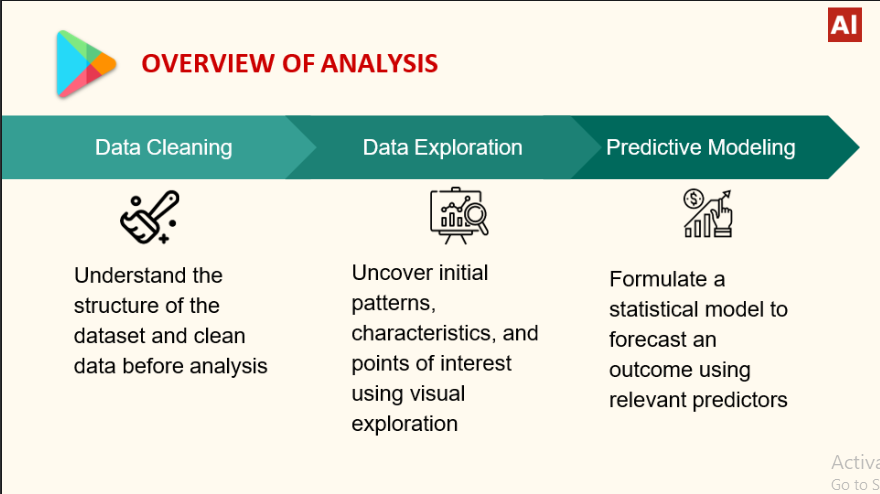 AI
OVERVIEW OF ANALYSIS
Data Cleaning
Data Exploration
Predictive Modeling
Understand the
structure of the
dataset and clean
data before analysis
Uncover initial
patterns,
characteristics, and
points of interest
using visual
exploration
Formulate a
statistical model to
forecast an
outcome using
relevant predictors
Go to S